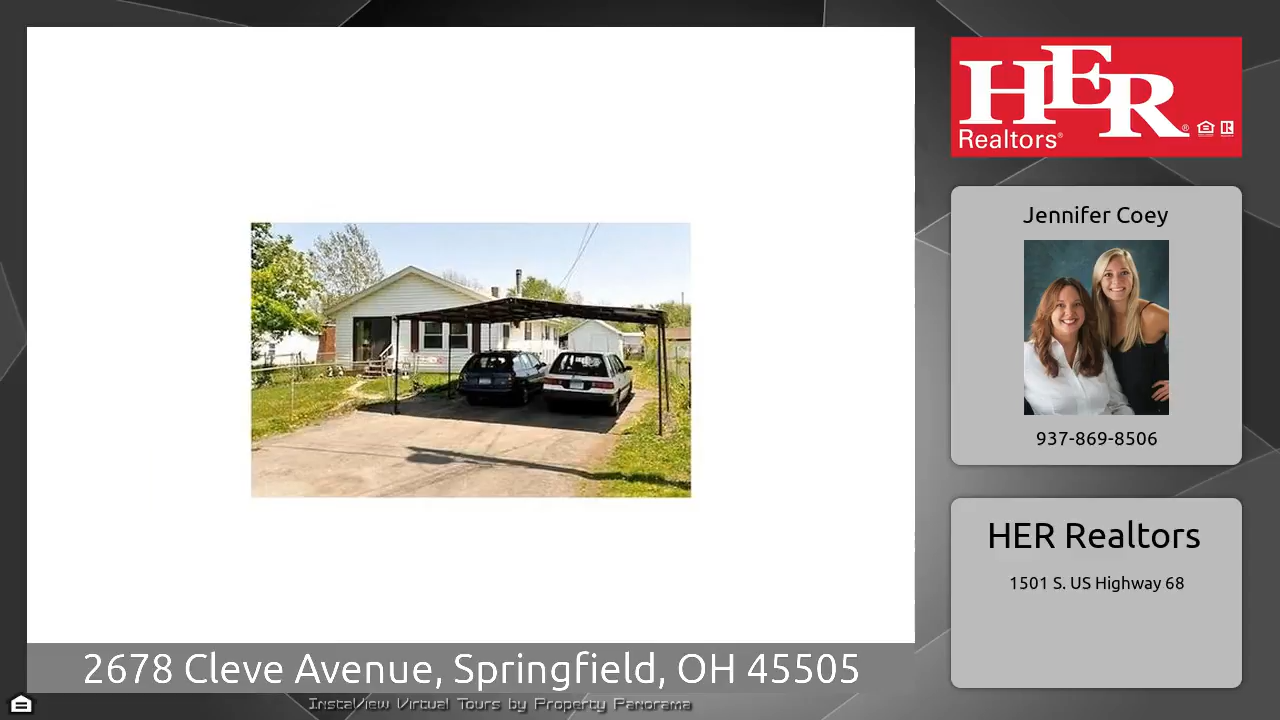 HER
Realtors®
Jennifer Coey
937-869-8506
HER Realtors
1501 S. US Highway 68
2678 Cleve Avenue, Springfield, OH 45505
InstaView Virtual Tours by Property Panorama